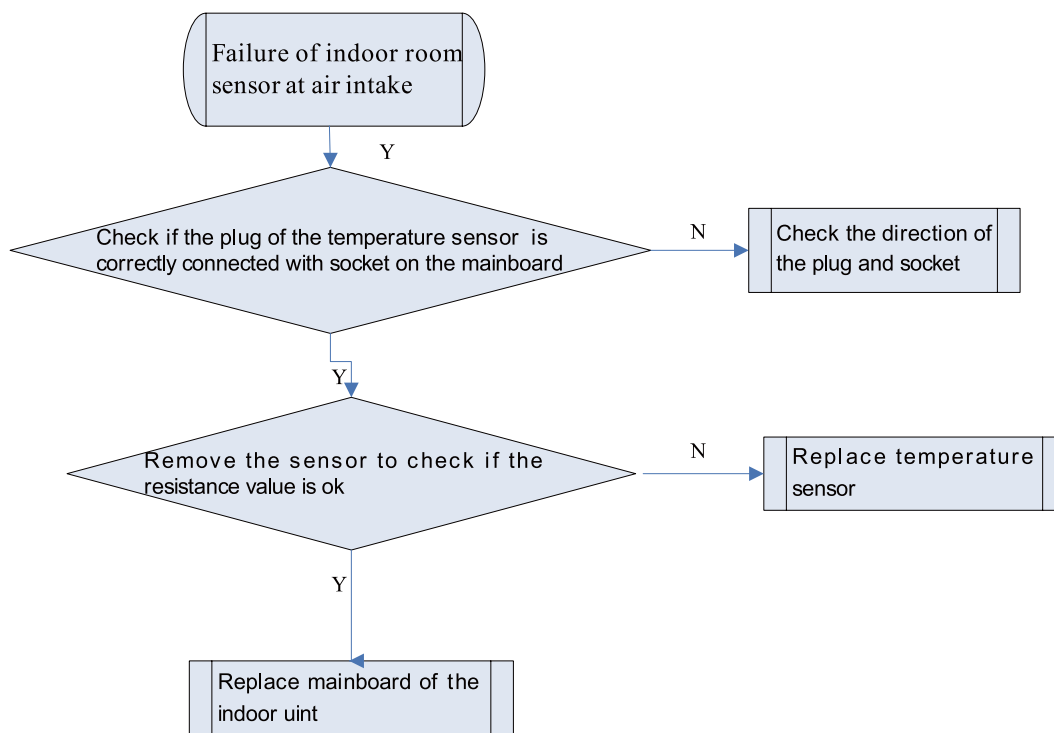 Failure of indoor room
sensor at air intake
Y
Check if the plug of the temperature sensor is
correctly connected with socket on the mainboard
N
Check the direction of
the plug and socket
Y
Remove the sensor to check if the
resistance value is ok
N
Replace temperature
sensor
Y
Replace mainboard of the
indoor uint